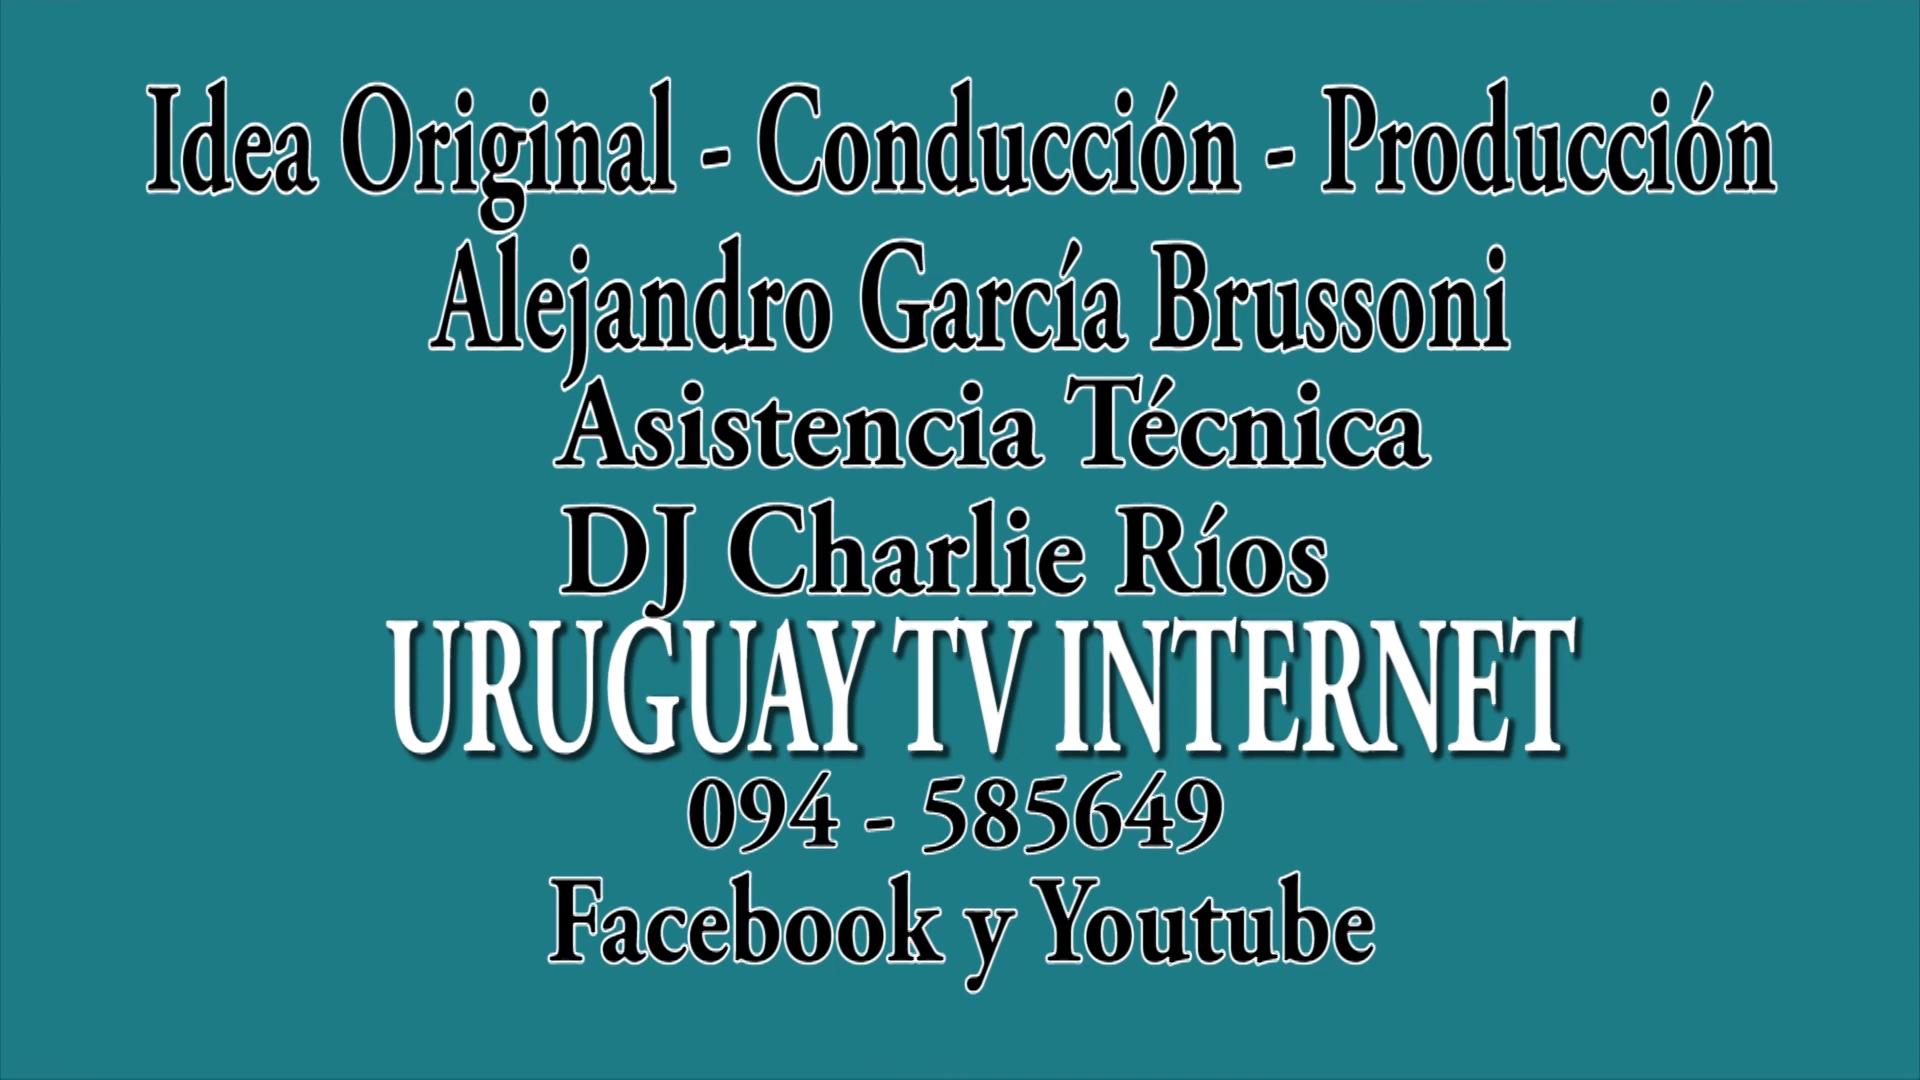 Idea Original - Conducción - Producción
Alejandro García Brussoni
Asistencia Técnica
DJ Charlie Ríos
URUGUAY TV INTERNET
094 - 585649
Facebook y Youtube